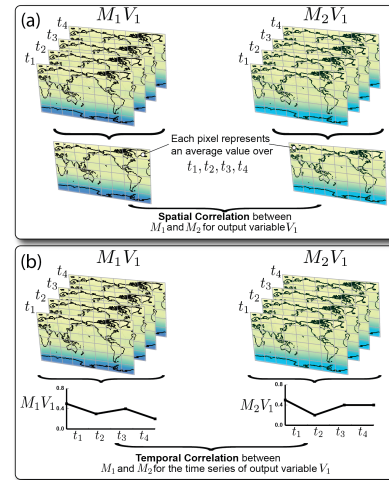 (a)
M₁V₁
M₂V₁
t₄
t₃
t₂
t₁
t₄
t₃
t₂
t₁
Each pixel represents
an average value over
t₁, t₂, t₃, t₄
Spatial Correlation between
M₁ and M₂ for output variable V₁
(b)
M₁V₁
M₂V₁
t₄
t₃
t₂
t₁
t₄
t₃
t₂
t₁
M₁V₁
0.8
0.4
0.0
t₁ t₂ t₃ t₄
M₂V₁
0.8
0.4
0.0
t₁ t₂ t₃ t₄
Temporal Correlation between
M₁ and M₂ for the time series of output variable V₁